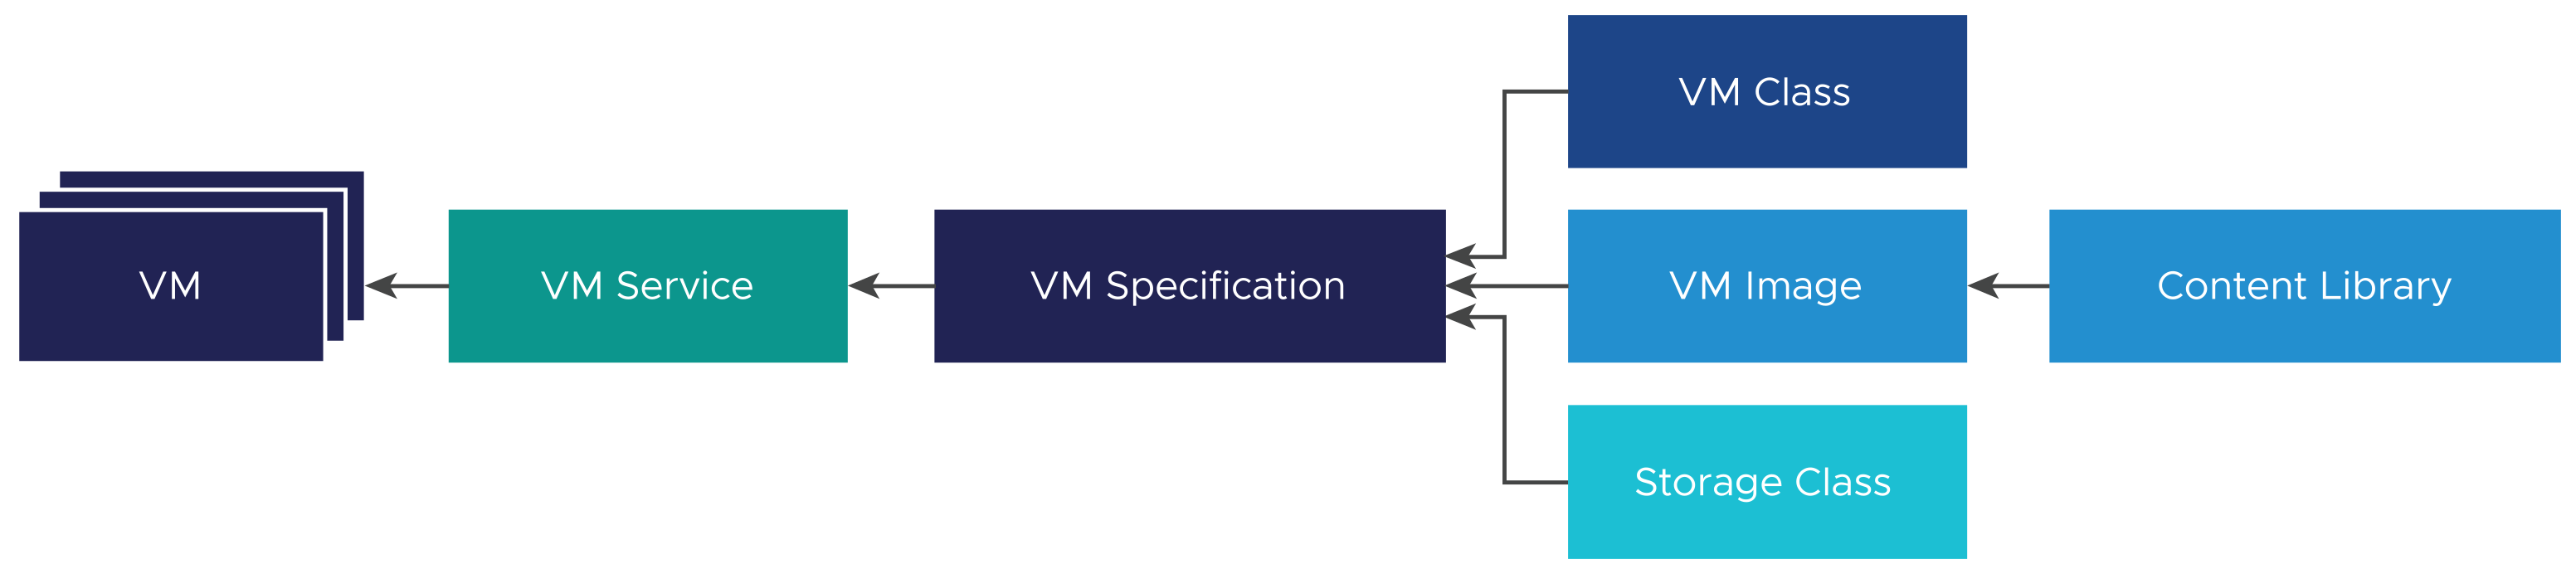 VM Class
VM
VM Service
VM Specification
VM Image
Content Library
Storage Class